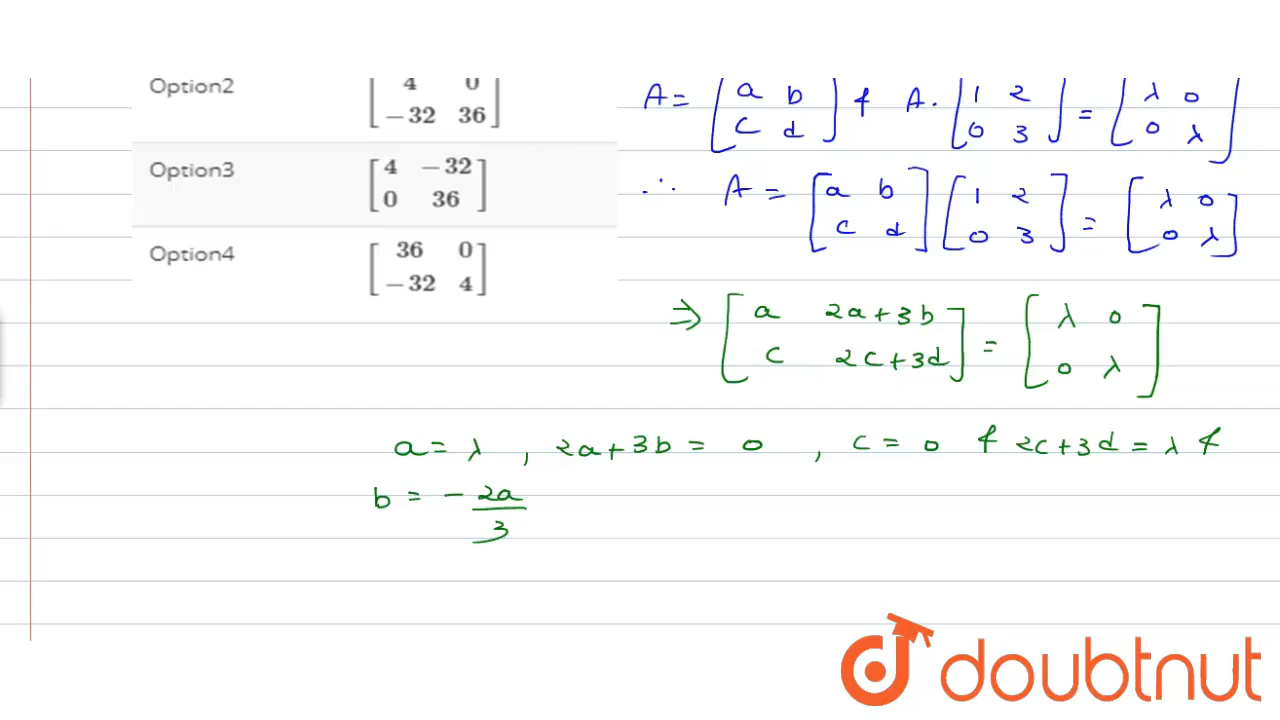 Option2 [4 0
−32 36]
Option3 [4 −32
0 36]
Option4 [36 0
−32 4]
A = [a b
c d] & A. [1 2
0 3] = [λ 0
0 λ]
∴ A = [a b
c d] [1 2
0 3] = [λ 0
0 λ]
⇒ [a 2a+3b
c 2c+3d] = [λ 0
0 λ]
a = λ , 2a+3b = 0 , c = 0 & 2c+3d = λ &
b = − 2a/3
doubtnut